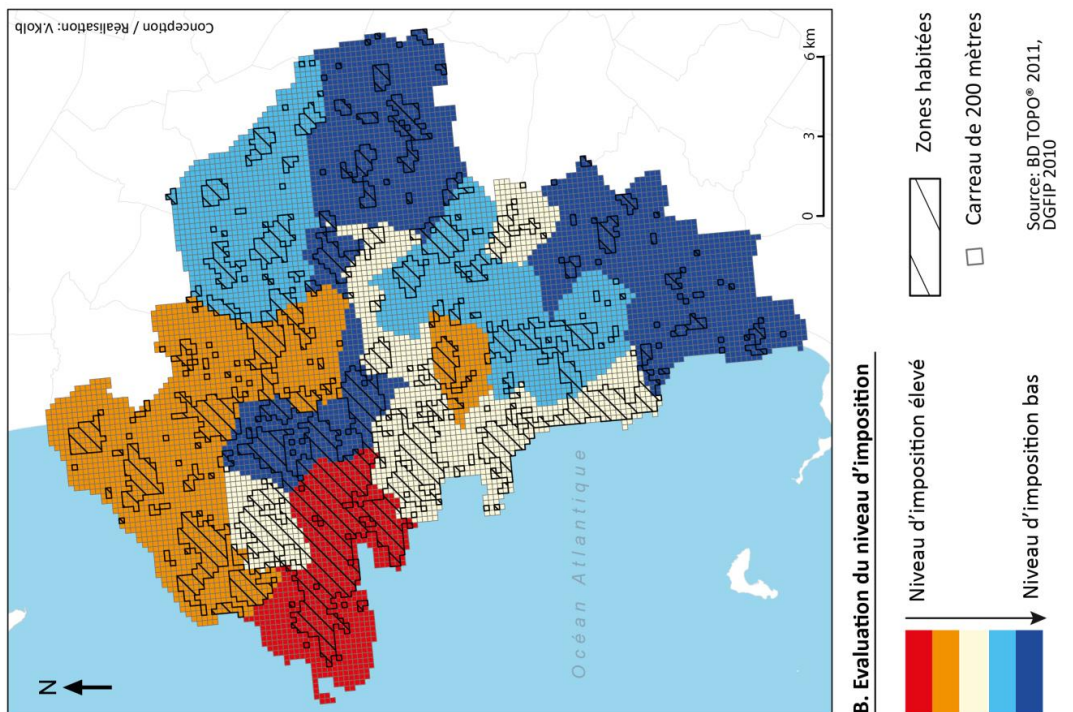 Conception / Réalisation: V.Kolb
N
Océan Atlantique
0 3 6 km
B. Evaluation du niveau d'imposition
Niveau d'imposition élevé
Niveau d'imposition bas
Zones habitées
Carreau de 200 mètres
Source: BD TOPO® 2011,
DGFIP 2010